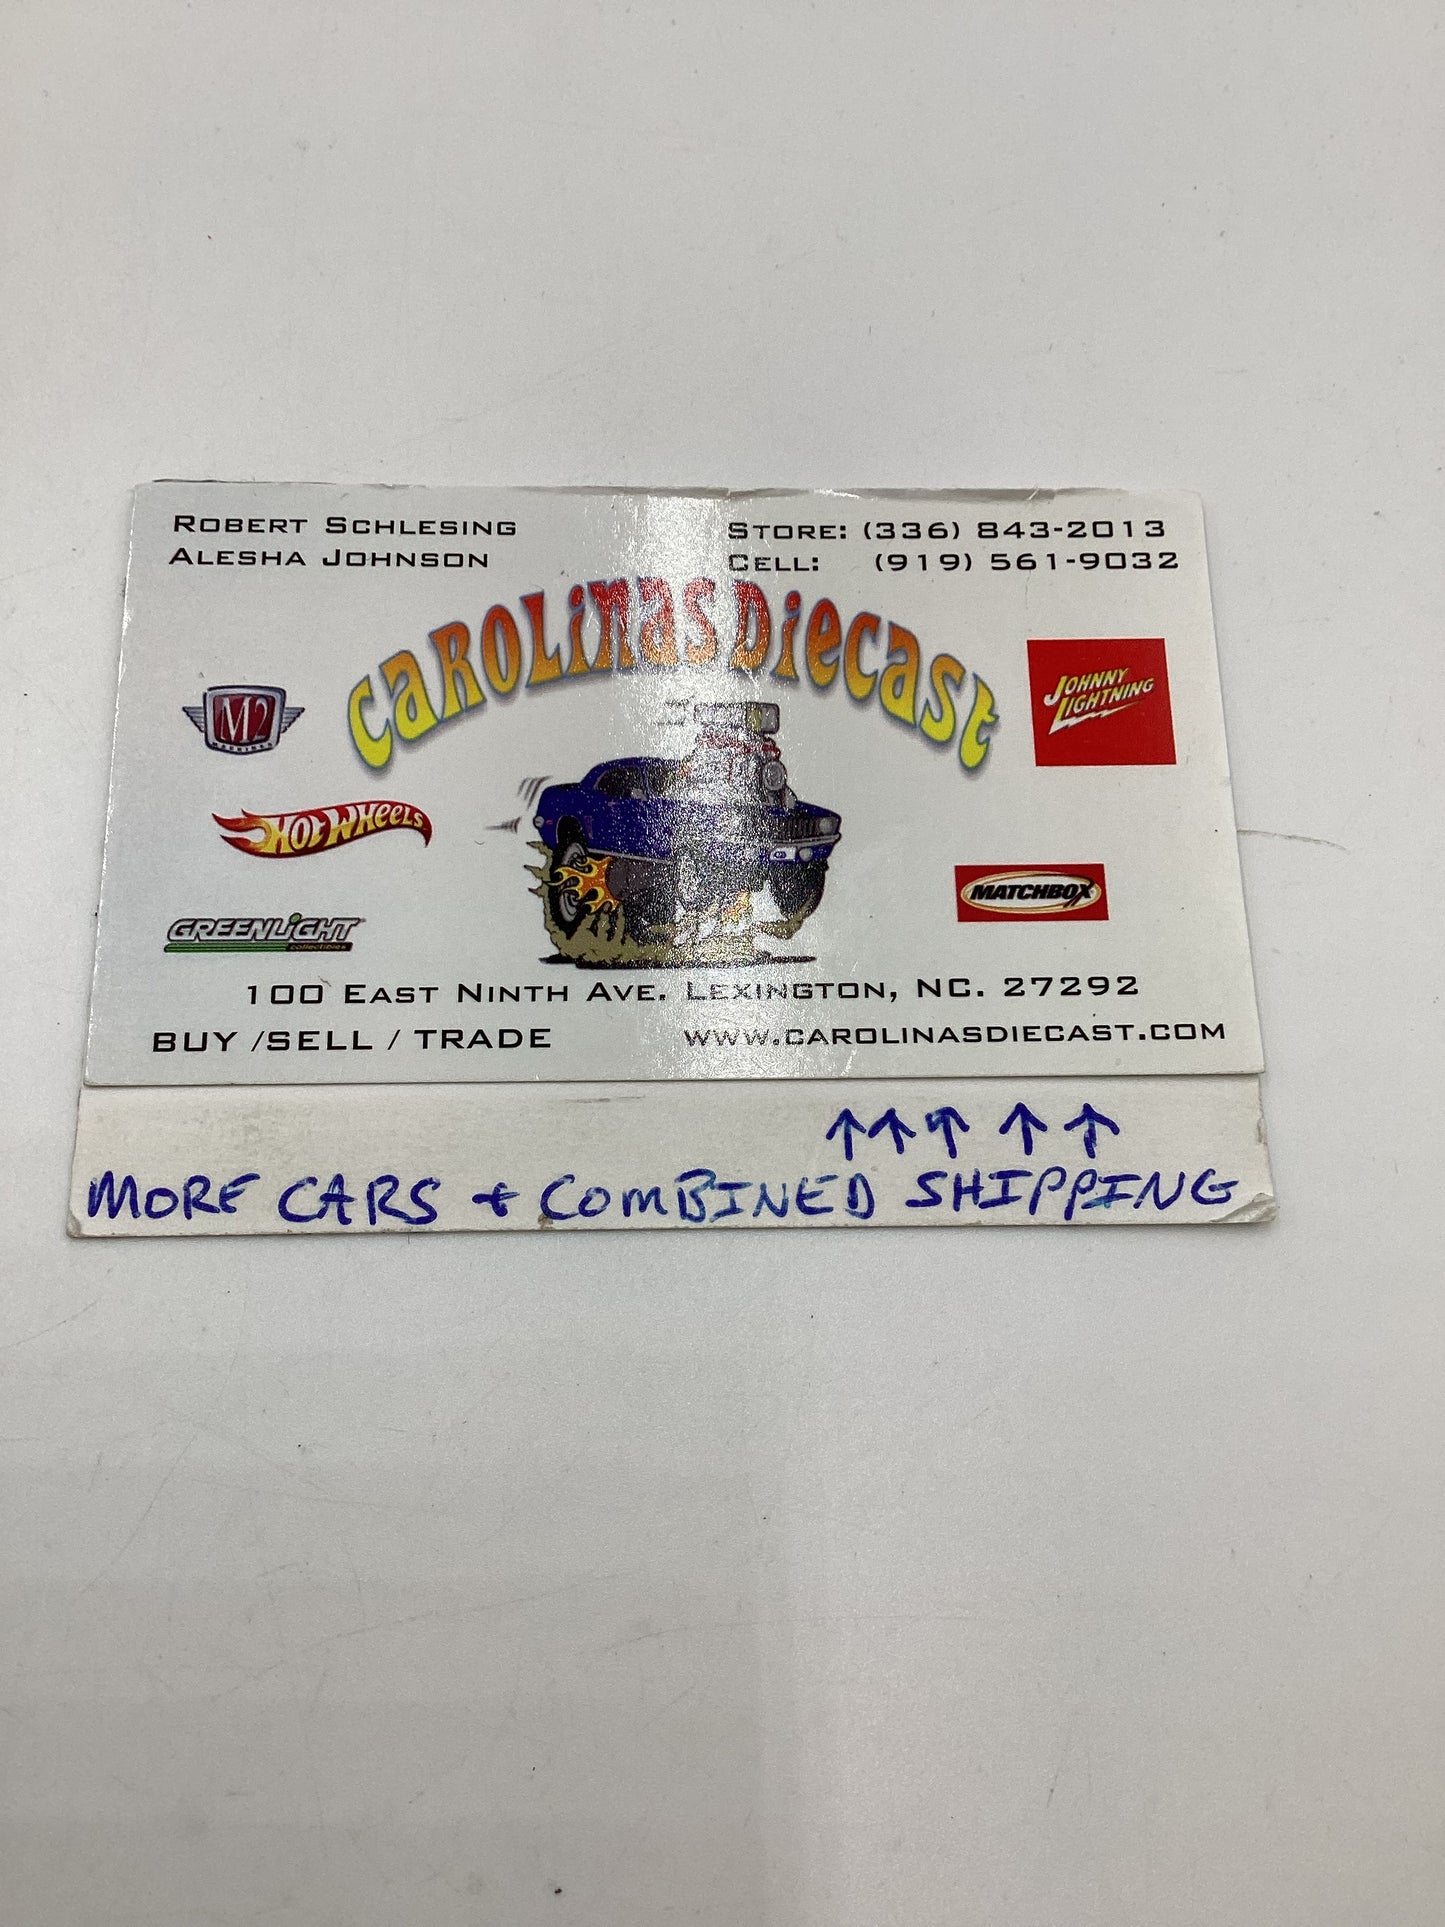 ROBERT SCHLESING
ALESHA JOHNSON
STORE: (336) 843-2013
CELL: (919) 561-9032
CAROLINAS DIECAST
M2
MACHINES
JOHNNY
LIGHTNING
HOT WHEELS
MATCHBOX
GREENLIGHT
collectibles
100 EAST NINTH AVE. LEXINGTON, NC. 27292
BUY /SELL / TRADE
WWW.CAROLINASDIECAST.COM
↑↑↑↑↑
MORE CARS + COMBINED SHIPPING